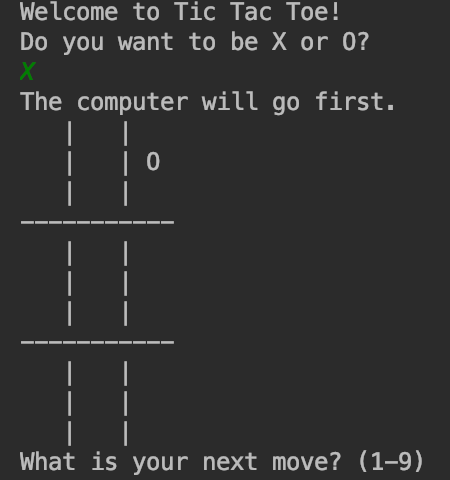 Welcome to Tic Tac Toe!
Do you want to be X or O?
X
The computer will go first.
   |   |
   |   | O
   |   |
-----------
   |   |
   |   |
   |   |
-----------
   |   |
   |   |
   |   |
What is your next move? (1-9)